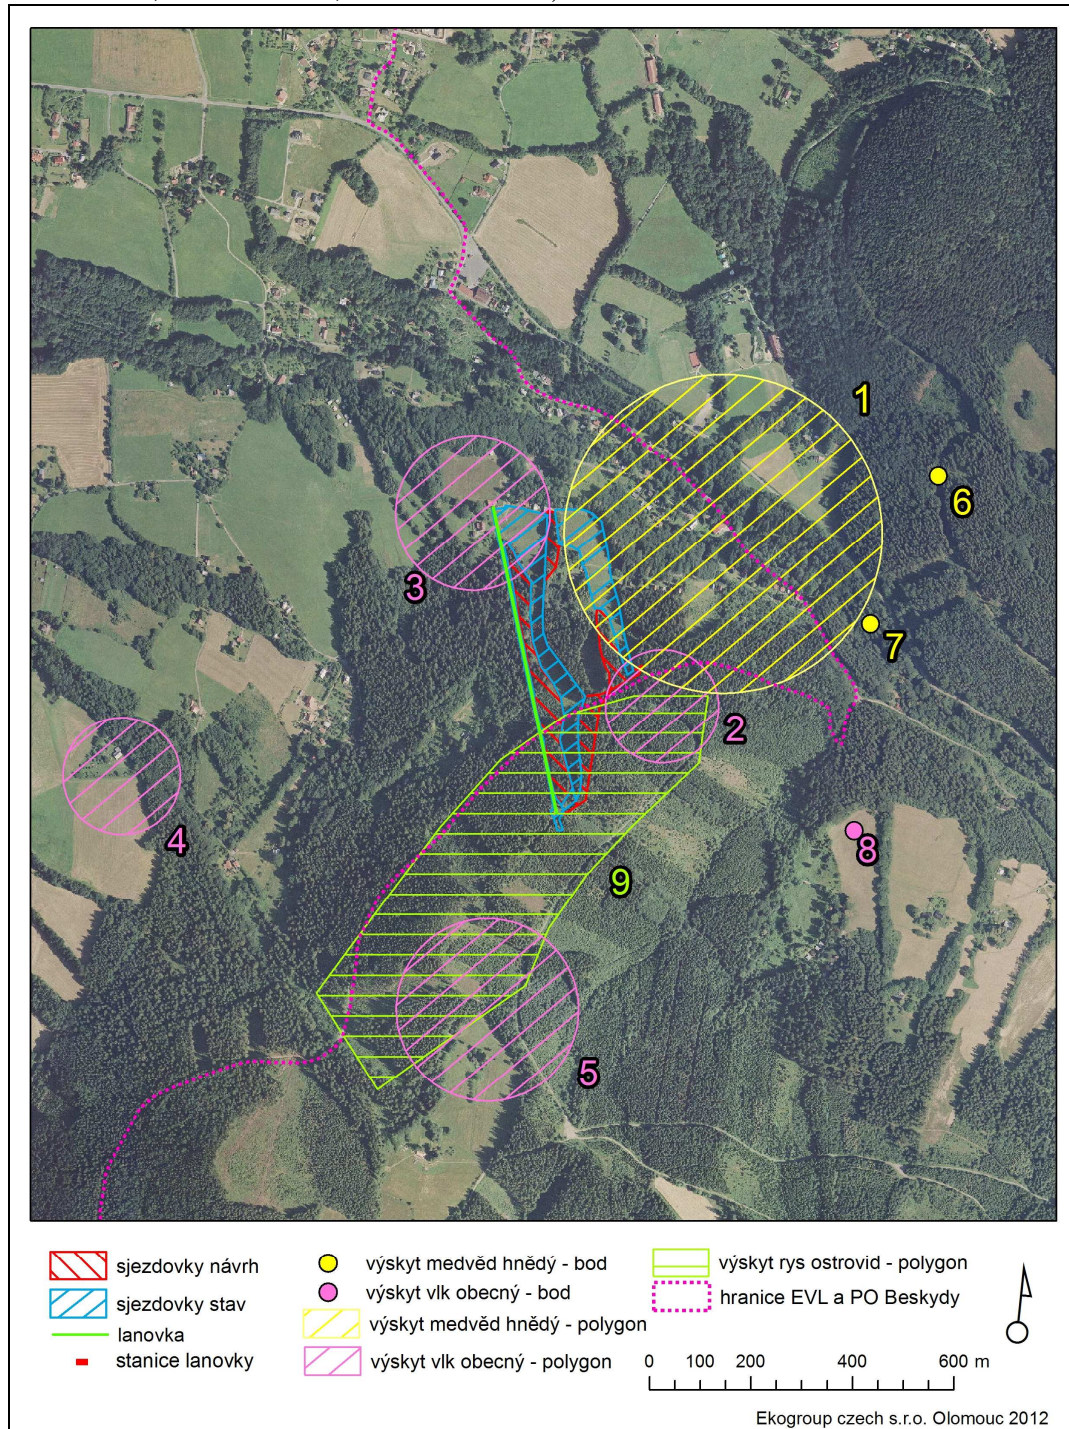 1
6
3
7
2
4
8
9
5
sjezdovky návrh
sjezdovky stav
lanovka
stanice lanovky
výskyt medvěd hnědý - bod
výskyt vlk obecný - bod
výskyt medvěd hnědý - polygon
výskyt vlk obecný - polygon
výskyt rys ostrovid - polygon
hranice EVL a PO Beskydy
0 100 200 400 600 m
Ekogroup czech s.r.o. Olomouc 2012